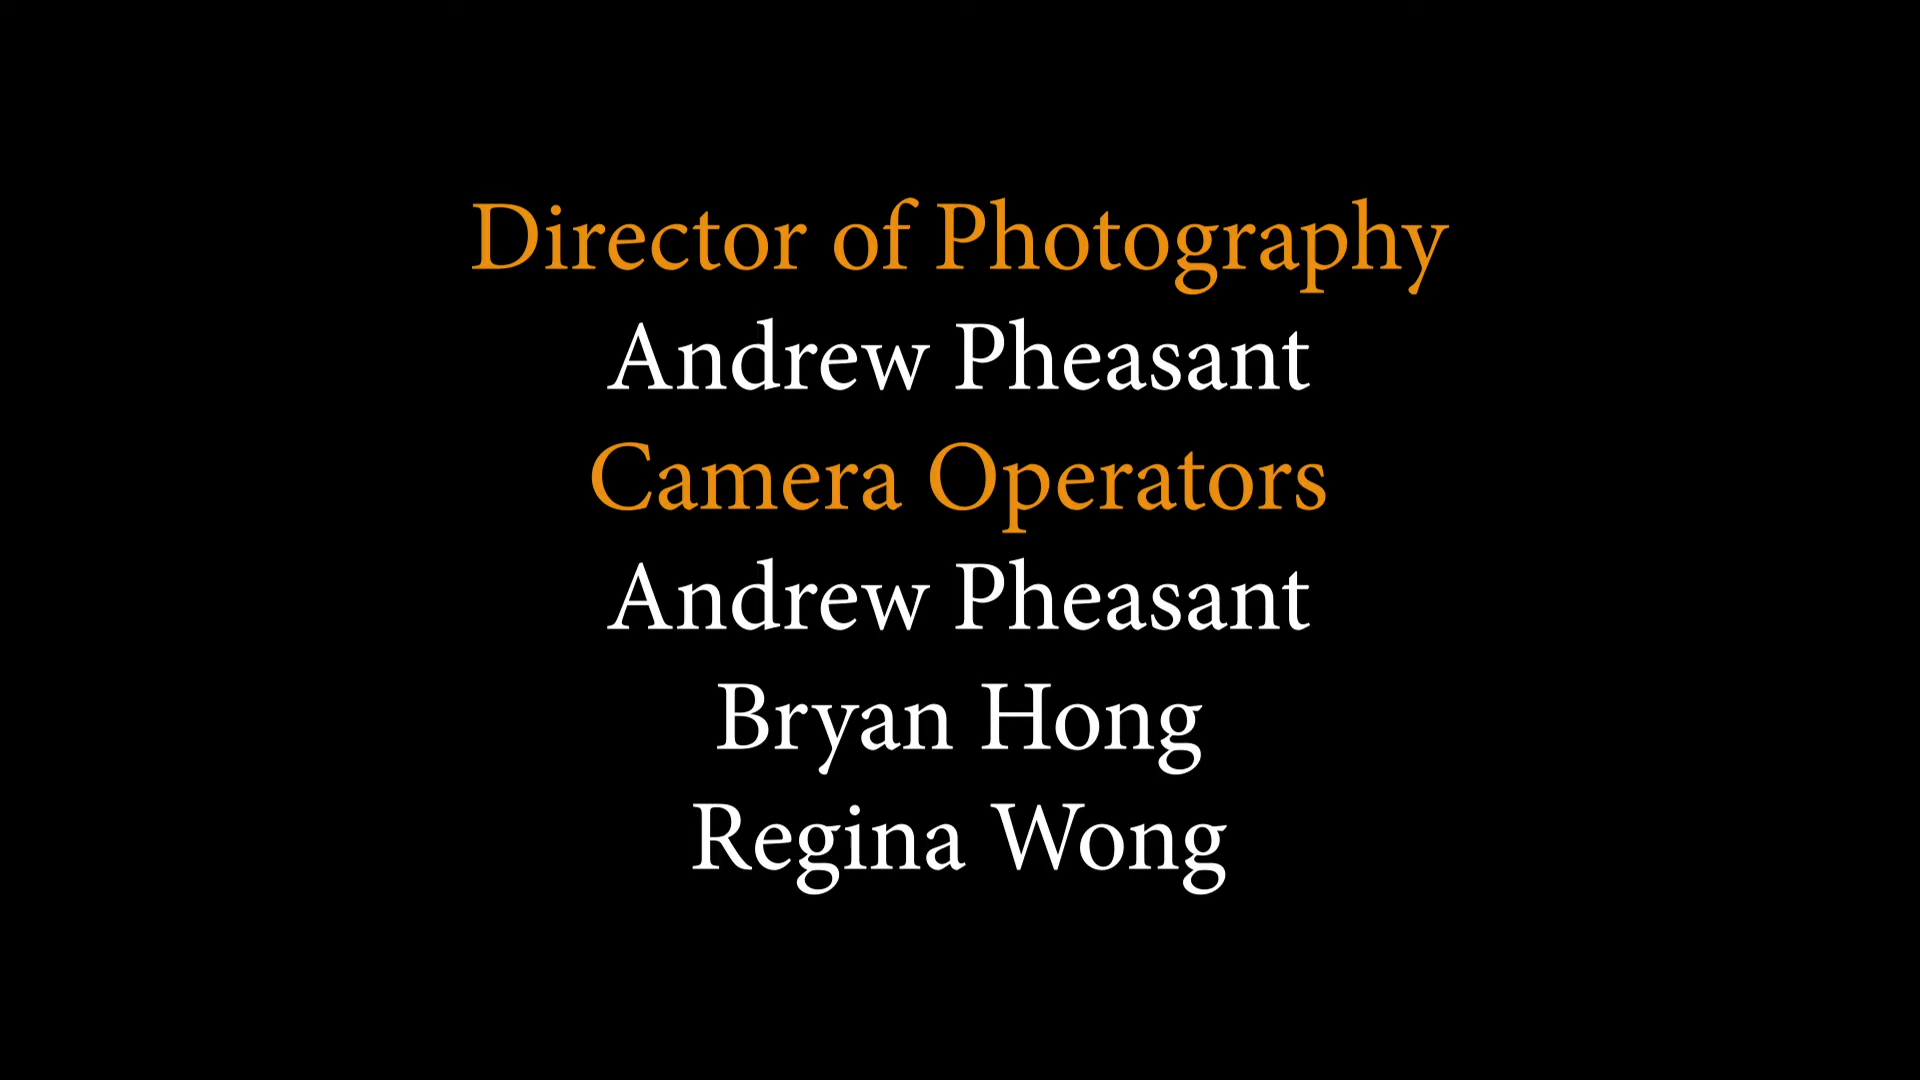 Director of Photography
Andrew Pheasant
Camera Operators
Andrew Pheasant
Bryan Hong
Regina Wong